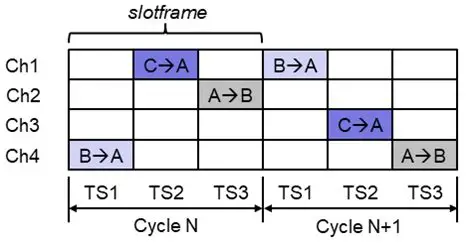 slotframe
Ch1 C→A B→A
Ch2 A→B
Ch3 C→A
Ch4 B→A A→B
TS1 TS2 TS3 TS1 TS2 TS3
Cycle N Cycle N+1